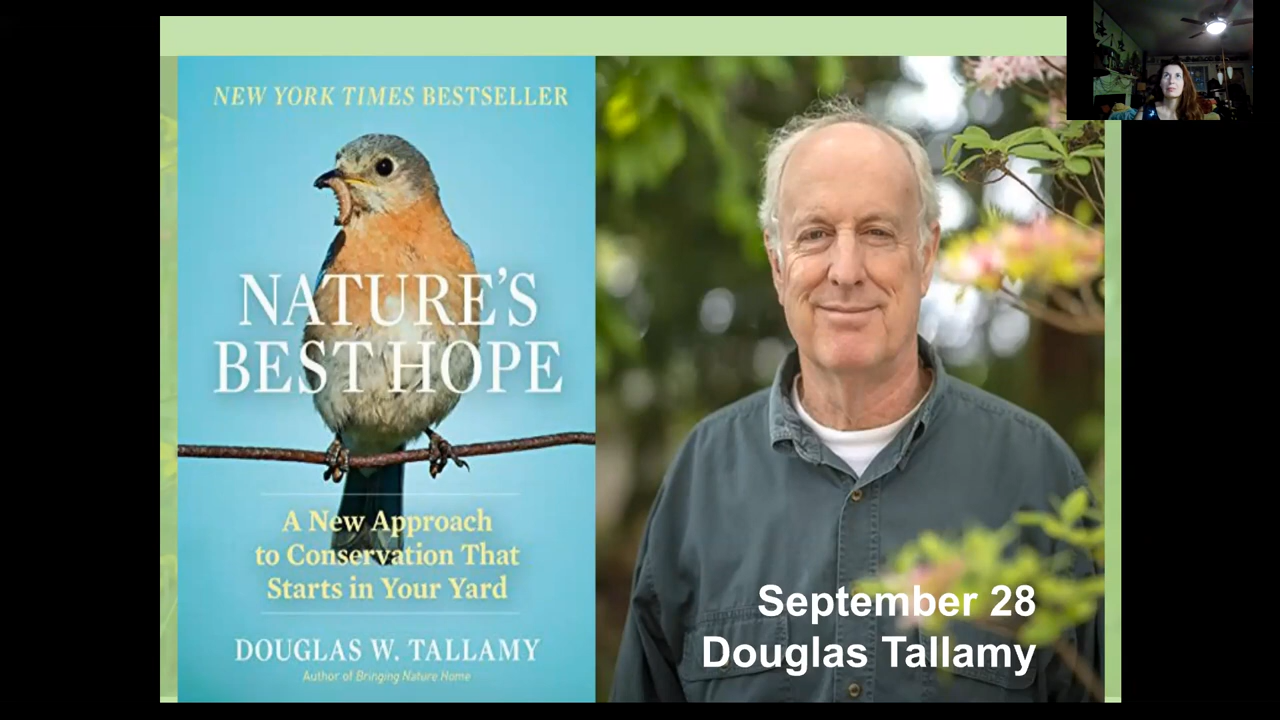 NEW YORK TIMES BESTSELLER
NATURE'S
BEST HOPE
A New Approach
to Conservation That
Starts in Your Yard
DOUGLAS W. TALLAMY
Author of Bringing Nature Home
September 28
Douglas Tallamy